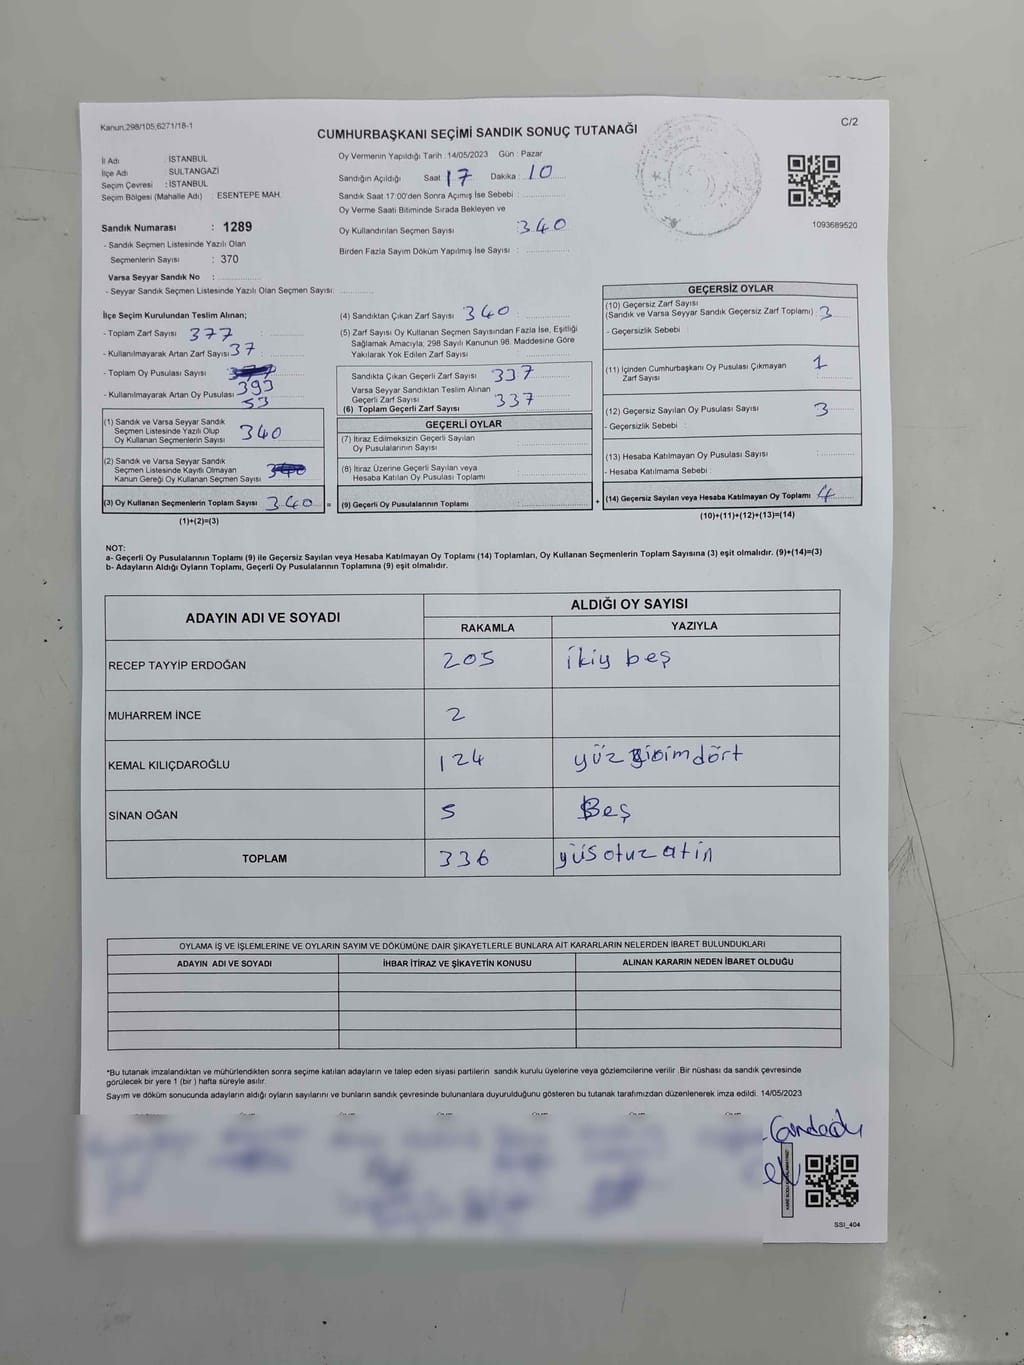 Kanun:298/105;6271/18-1
C/2
CUMHURBAŞKANI SEÇİMİ SANDIK SONUÇ TUTANAĞI
İl Adı : İSTANBUL
İlçe Adı : SULTANGAZİ
Seçim Çevresi : İSTANBUL
Seçim Bölgesi (Mahalle Adı) : ESENTEPE MAH.
Sandık Numarası : 1289
- Sandık Seçmen Listesinde Yazılı Olan
Seçmenlerin Sayısı : 370
Varsa Seyyar Sandık No :
- Seyyar Sandık Seçmen Listesinde Yazılı Olan Seçmen Sayısı:
Oy Vermenin Yapıldığı Tarih :14/05/2023 Gün : Pazar
Sandığın Açıldığı Saat 17 Dakika : 10
Sandık Saat 17:00'den Sonra Açımış İse Sebebi :
Oy Verme Saati Bitiminde Sırada Bekleyen ve
Oy Kullandırılan Seçmen Sayısı : 340
Birden Fazla Sayım Döküm Yapılmış İse Sayısı :
1093689520
İlçe Seçim Kurulundan Teslim Alınan;
- Toplam Zarf Sayısı 377
- Kullanılmayarak Artan Zarf Sayısı 37
- Toplam Oy Pusulası Sayısı
393
- Kullanılmayarak Artan Oy Pusulası
53
(1) Sandık ve Varsa Seyyar Sandık
Seçmen Listesinde Yazılı Olup
Oy Kullanan Seçmenlerin Sayısı 340
(2) Sandık ve Varsa Seyyar Sandık
Seçmen Listesinde Kayıtlı Olmayan
Kanun Gereği Oy Kullanan Seçmen Sayısı
(3) Oy Kullanan Seçmenlerin Toplam Sayısı 340 =
(1)+(2)=(3)
(4) Sandıktan Çıkan Zarf Sayısı 340
(5) Zarf Sayısı Oy Kullanan Seçmen Sayısından Fazla İse, Eşitliği
Sağlamak Amacıyla; 298 Sayılı Kanunun 98. Maddesine Göre
Yakılarak Yok Edilen Zarf Sayısı
Sandıkta Çıkan Geçerli Zarf Sayısı 337
Varsa Seyyar Sandıktan Teslim Alınan
Geçerli Zarf Sayısı
(6) Toplam Geçerli Zarf Sayısı 337
GEÇERLİ OYLAR
(7) İtiraz Edilmeksizin Geçerli Sayılan
Oy Pusulalarının Sayısı
(8) İtiraz Üzerine Geçerli Sayılan veya
Hesaba Katılan Oy Pusulası Toplamı
(9) Geçerli Oy Pusulalarının Toplamı +
GEÇERSİZ OYLAR
(10) Geçersiz Zarf Sayısı
(Sandık ve Varsa Seyyar Sandık Geçersiz Zarf Toplamı) 3
- Geçersizlik Sebebi :
(11) İçinden Cumhurbaşkanı Oy Pusulası Çıkmayan
Zarf Sayısı 1
(12) Geçersiz Sayılan Oy Pusulası Sayısı 3
- Geçersizlik Sebebi :
(13) Hesaba Katılmayan Oy Pusulası Sayısı
- Hesaba Katılmama Sebebi :
(14) Geçersiz Sayılan veya Hesaba Katılmayan Oy Toplamı 4
(10)+(11)+(12)+(13)=(14)
NOT:
a- Geçerli Oy Pusulalarının Toplamı (9) ile Geçersiz Sayılan veya Hesaba Katılmayan Oy Toplamı (14) Toplamları, Oy Kullanan Seçmenlerin Toplam Sayısına (3) eşit olmalıdır. (9)+(14)=(3)
b- Adayların Aldığı Oyların Toplamı, Geçerli Oy Pusulalarının Toplamına (9) eşit olmalıdır.
ADAYIN ADI VE SOYADI
ALDIĞI OY SAYISI
RAKAMLA YAZIYLA
RECEP TAYYİP ERDOĞAN 205 ikiy beş
MUHARREM İNCE 2
KEMAL KILIÇDAROĞLU 124 yüz yirimdört
SİNAN OĞAN 5 Beş
TOPLAM 336 yüsotuzatin
OYLAMA İŞ VE İŞLEMLERİNE VE OYLARIN SAYIM VE DÖKÜMÜNE DAİR ŞİKAYETLERLE BUNLARA AİT KARARLARIN NELERDEN İBARET BULUNDUKLARI
ADAYIN ADI VE SOYADI İHBAR İTİRAZ VE ŞİKAYETİN KONUSU ALINAN KARARIN NEDEN İBARET OLDUĞU
*Bu tutanak imzalandıktan ve mühürlendikten sonra seçime katılan adayların ve talep eden siyasi partilerin sandık kurulu üyelerine veya gözlemcilerine verilir .Bir nüshası da sandık çevresinde
görülecek bir yere 1 (bir ) hafta süreyle asılır.
Sayım ve döküm sonucunda adayların aldığı oyların sayılarını ve bunların sandık çevresinde bulunanlara duyurulduğunu gösteren bu tutanak tarafımızdan düzenlenerek imza edildi. 14/05/2023
SSI_404